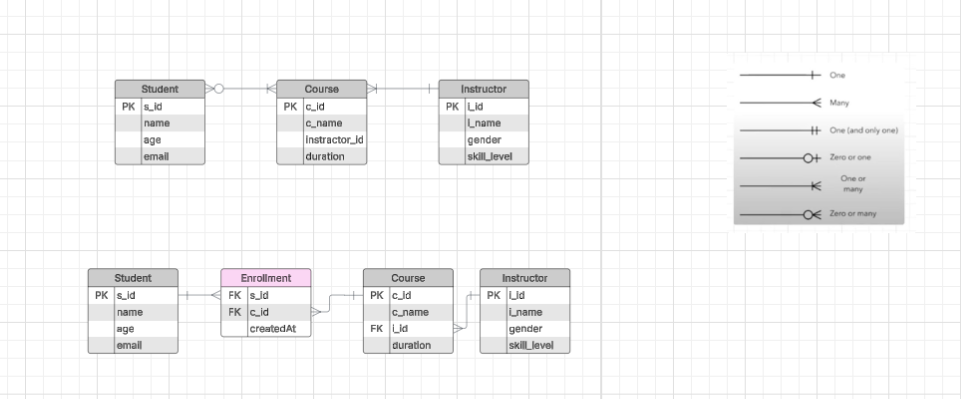 Student
PK s_id
name
age
email
Course
PK c_id
c_name
instructor_id
duration
Instructor
PK i_id
i_name
gender
skill_level
One
Many
One (and only one)
Zero or one
One or
many
Zero or many
Student
PK s_id
name
age
email
Enrollment
FK s_id
FK c_id
createdAt
Course
PK c_id
c_name
FK i_id
duration
Instructor
PK i_id
i_name
gender
skill_level